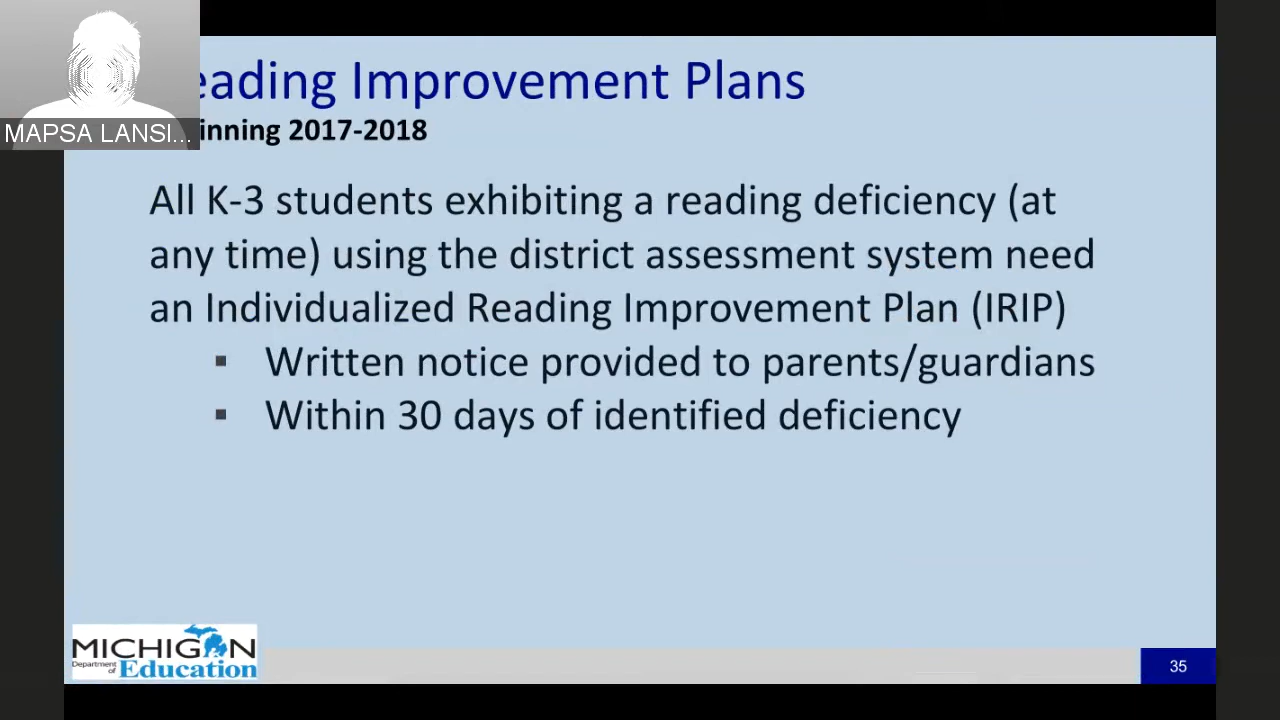 eading Improvement Plans
MAPSA LANSI...
inning 2017-2018
All K-3 students exhibiting a reading deficiency (at
any time) using the district assessment system need
an Individualized Reading Improvement Plan (IRIP)
▪ Written notice provided to parents/guardians
▪ Within 30 days of identified deficiency
MICHIGAN
Department
of Education
35